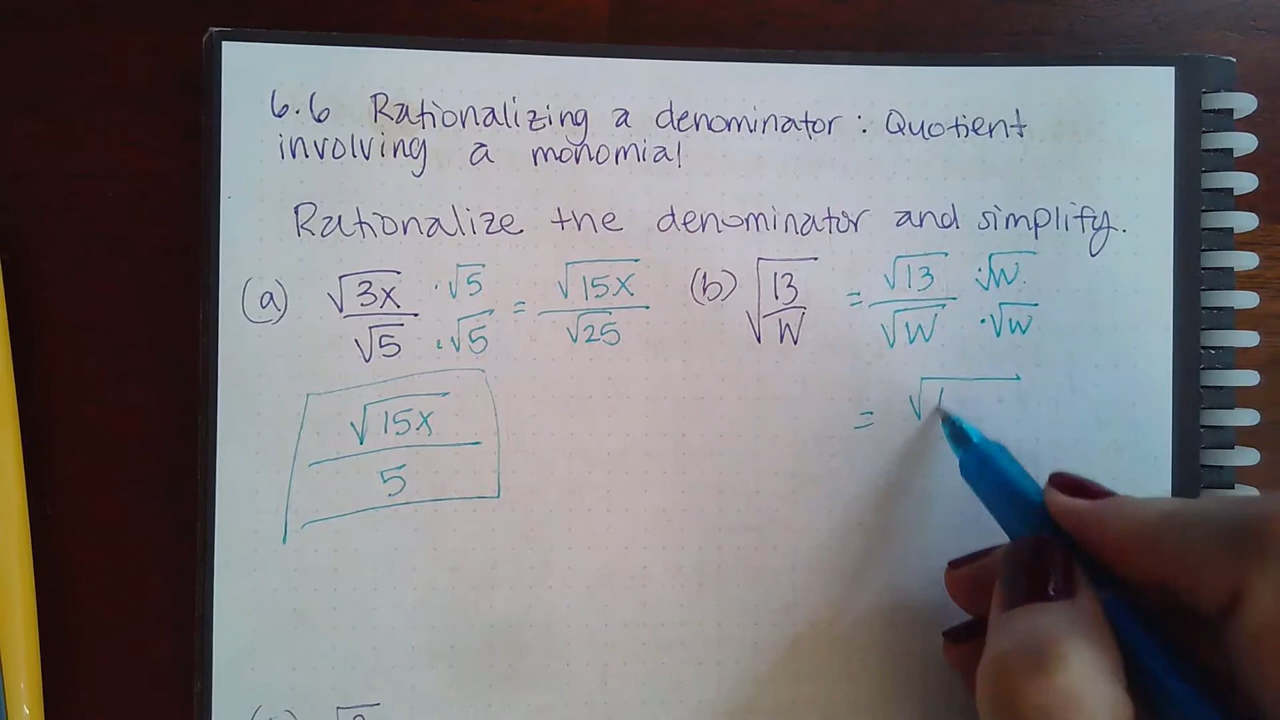 6.6 Rationalizing a denominator: Quotient
involving a monomial
Rationalize the denominator and simplify.
(a) √3x/√5 · √5/√5 = √15x/√25
(b) √13/w = √13/√w · √w/√w
√15x/5
= √1